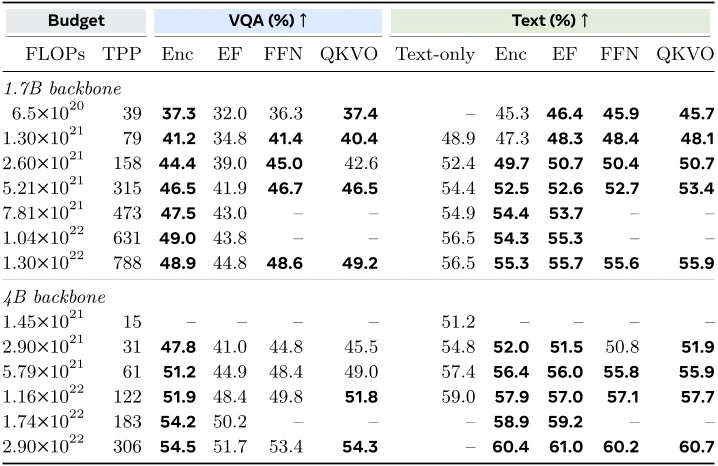 Budget VQA (%) ↑ Text (%) ↑
FLOPs TPP Enc EF FFN QKVO Text-only Enc EF FFN QKVO
1.7B backbone
6.5×10^20 39 37.3 32.0 36.3 37.4 – 45.3 46.4 45.9 45.7
1.30×10^21 79 41.2 34.8 41.4 40.4 48.9 47.3 48.3 48.4 48.1
2.60×10^21 158 44.4 39.0 45.0 42.6 52.4 49.7 50.7 50.4 50.7
5.21×10^21 315 46.5 41.9 46.7 46.5 54.4 52.5 52.6 52.7 53.4
7.81×10^21 473 47.5 43.0 – – 54.9 54.4 53.7 – –
1.04×10^22 631 49.0 43.8 – – 56.5 54.3 55.3 – –
1.30×10^22 788 48.9 44.8 48.6 49.2 56.5 55.3 55.7 55.6 55.9
4B backbone
1.45×10^21 15 – – – – 51.2 – – – –
2.90×10^21 31 47.8 41.0 44.8 45.5 54.8 52.0 51.5 50.8 51.9
5.79×10^21 61 51.2 44.9 48.4 49.0 57.4 56.4 56.0 55.8 55.9
1.16×10^22 122 51.9 48.4 49.8 51.8 59.0 57.9 57.0 57.1 57.7
1.74×10^22 183 54.2 50.2 – – – 58.9 59.2 – –
2.90×10^22 306 54.5 51.7 53.4 54.3 – 60.4 61.0 60.2 60.7